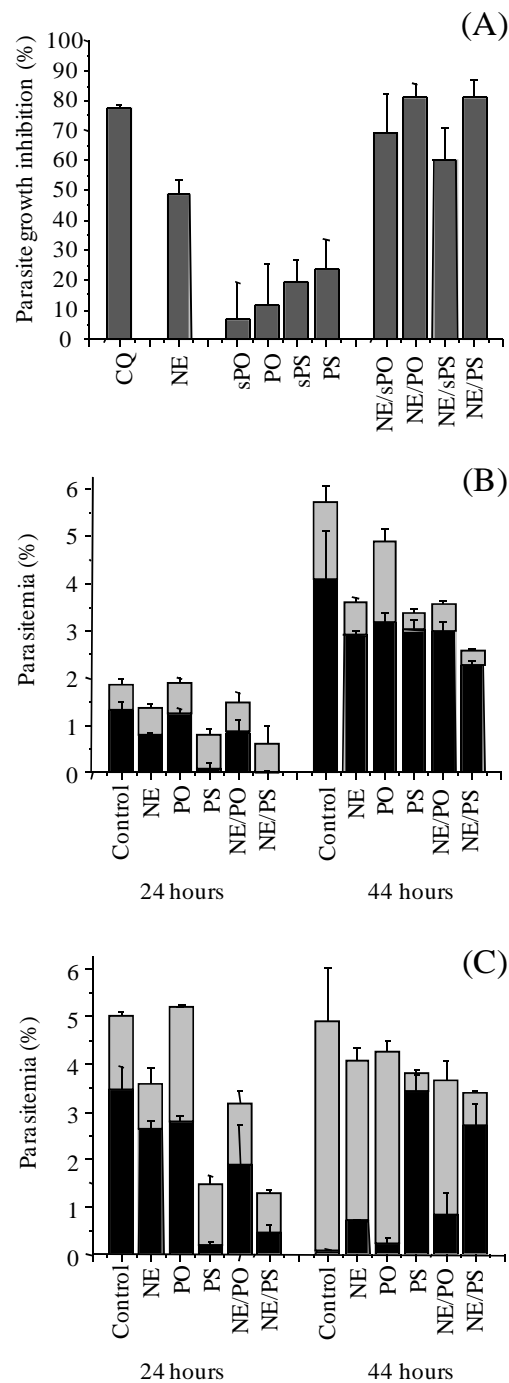 (A)
Parasite growth inhibition (%)
100
90
80
70
60
50
40
30
20
10
0
CQ
NE
sPO
PO
sPS
PS
NE/sPO
NE/PO
NE/sPS
NE/PS
(B)
Parasitemia (%)
6
5
4
3
2
1
0
Control
NE
PO
PS
NE/PO
NE/PS
Control
NE
PO
PS
NE/PO
NE/PS
24 hours
44 hours
(C)
Parasitemia (%)
6
5
4
3
2
1
0
Control
NE
PO
PS
NE/PO
NE/PS
Control
NE
PO
PS
NE/PO
NE/PS
24 hours
44 hours